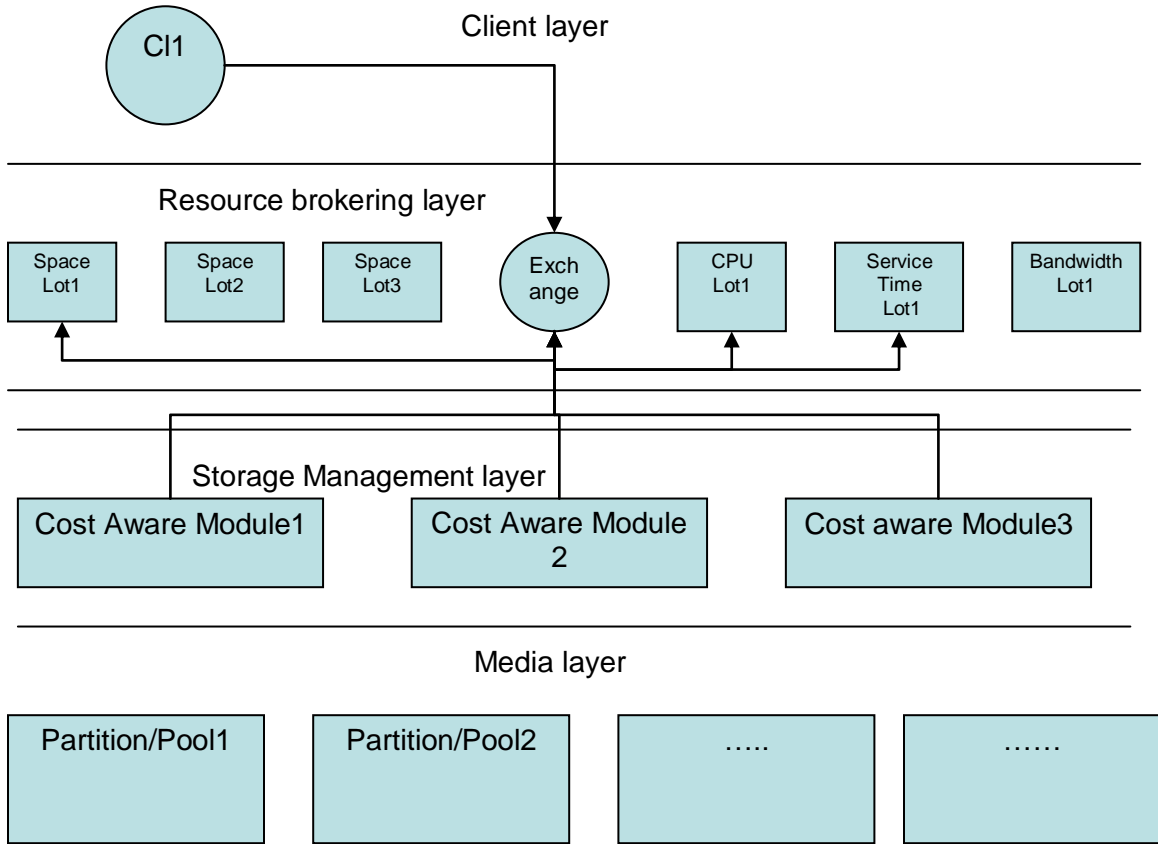 Client layer
Cl1
Resource brokering layer
Space
Lot1
Space
Lot2
Space
Lot3
Exch
ange
CPU
Lot1
Service
Time
Lot1
Bandwidth
Lot1
Storage Management layer
Cost Aware Module1
Cost Aware Module
2
Cost aware Module3
Media layer
Partition/Pool1
Partition/Pool2
…..
……